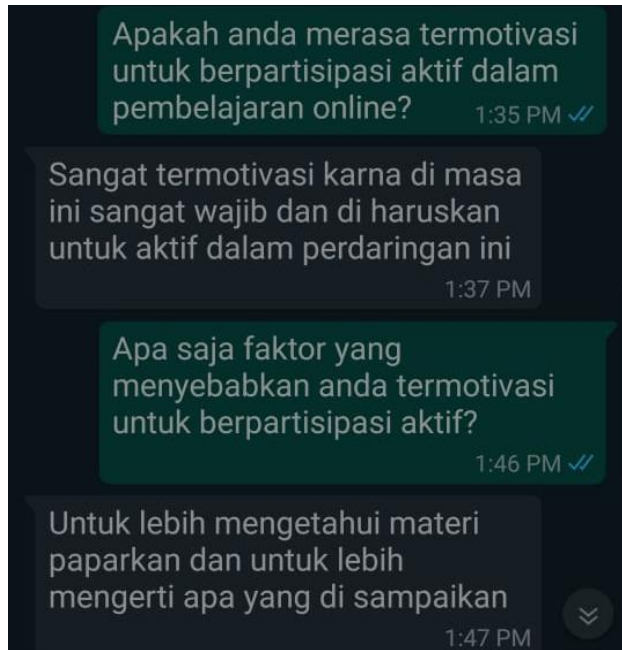 Apakah anda merasa termotivasi
untuk berpartisipasi aktif dalam
pembelajaran online?
1:35 PM
Sangat termotivasi karna di masa
ini sangat wajib dan di haruskan
untuk aktif dalam perdaringan ini
1:37 PM
Apa saja faktor yang
menyebabkan anda termotivasi
untuk berpartisipasi aktif?
1:46 PM
Untuk lebih mengetahui materi
paparkan dan untuk lebih
mengerti apa yang di sampaikan
1:47 PM